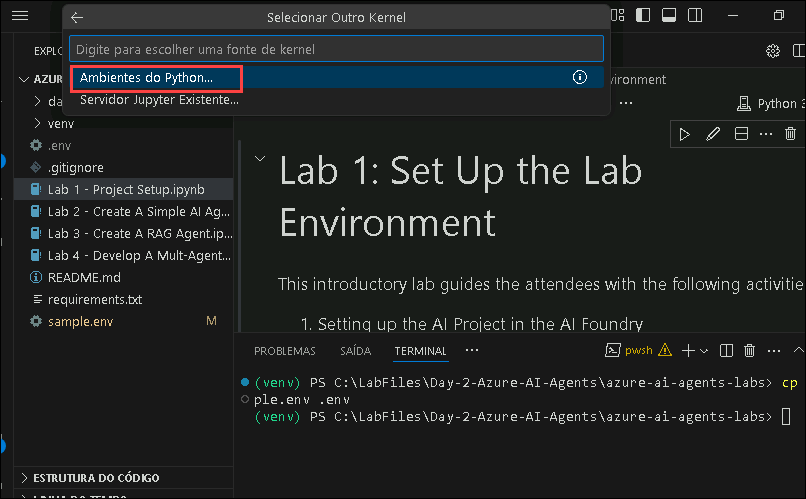 Selecionar Outro Kernel
Digite para escolher uma fonte de kernel
Ambientes do Python...
Servidor Jupyter Existente...
EXPLO
AZUR
vironment
da
Python 3
venv
.env
.gitignore
Lab 1 - Project Setup.ipynb
Lab 2 - Create A Simple AI Ag...
Lab 3 - Create A RAG Agent.ip...
Lab 4 - Develop A Mult-Agent...
README.md
requirements.txt
sample.env M
Lab 1: Set Up the Lab
Environment
This introductory lab guides the attendees with the following activitie
1. Setting up the AI Project in the AI Foundry
PROBLEMAS SAÍDA TERMINAL ... pwsh
(venv) PS C:\LabFiles\Day-2-Azure-AI-Agents\azure-ai-agents-labs> cp
ple.env .env
(venv) PS C:\LabFiles\Day-2-Azure-AI-Agents\azure-ai-agents-labs>
ESTRUTURA DO CÓDIGO
LINHA DO TEMPO